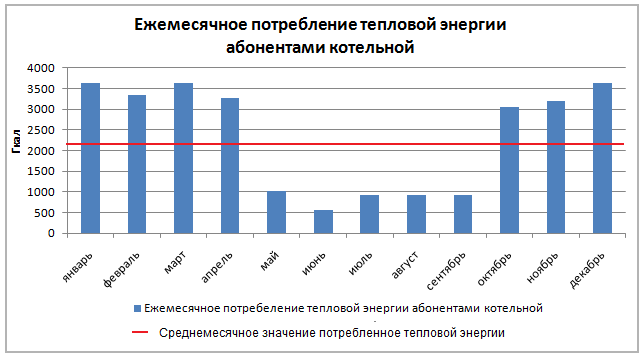 Ежемесячное потребление тепловой энергии
абонентами котельной
4000
3500
3000
2500
2000
1500
1000
500
0
Гкал
январь
февраль
март
апрель
май
июнь
июль
август
сентябрь
октябрь
ноябрь
декабрь
Ежемесячное потребеление тепловой энергии абонентами котельной
Среднемесячное значение потребленное тепловой энергии